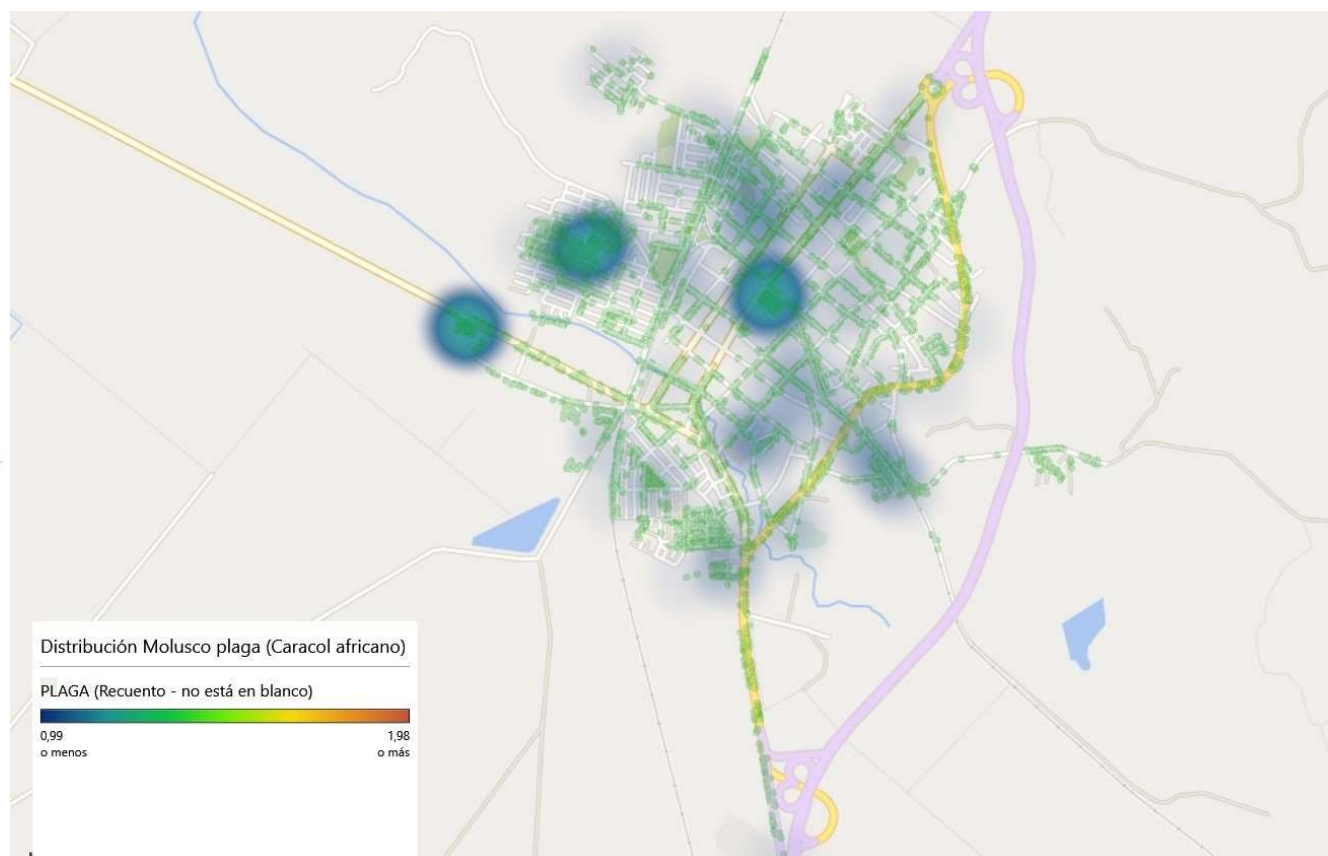 Distribución Molusco plaga (Caracol africano)
PLAGA (Recuento - no está en blanco)
0,99 1,98
o menos o más